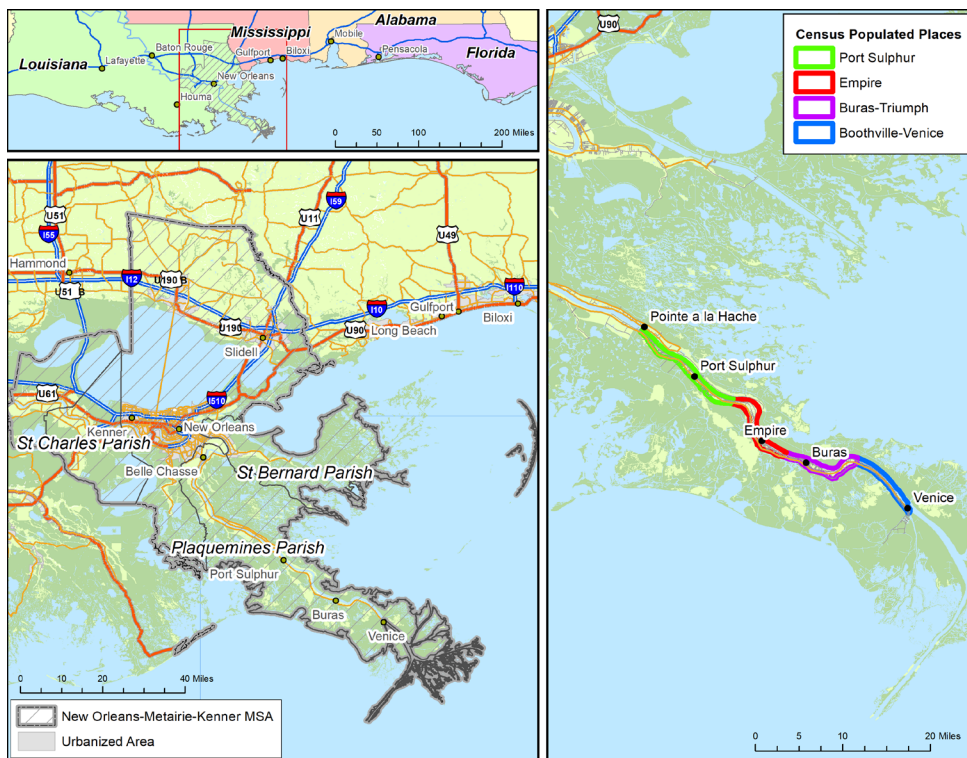 Mississippi
Alabama
Florida
Louisiana
Baton Rouge
Lafayette
Gulfport
Biloxi
Mobile
Pensacola
New Orleans
Houma
0 50 100 200 Miles
U51
I55
Hammond
U51 B
I12
U190 B
U190
Slidell
I59
U11
U49
I10
I110
U90
Gulfport
Long Beach
Biloxi
U61
I510
Kenner
New Orleans
St Charles Parish
Belle Chasse
St Bernard Parish
Plaquemines Parish
Port Sulphur
Buras
Venice
0 10 20 40 Miles
New Orleans-Metairie-Kenner MSA
Urbanized Area
U90
Census Populated Places
Port Sulphur
Empire
Buras-Triumph
Boothville-Venice
Pointe a la Hache
Port Sulphur
Empire
Buras
Venice
0 5 10 20 Miles